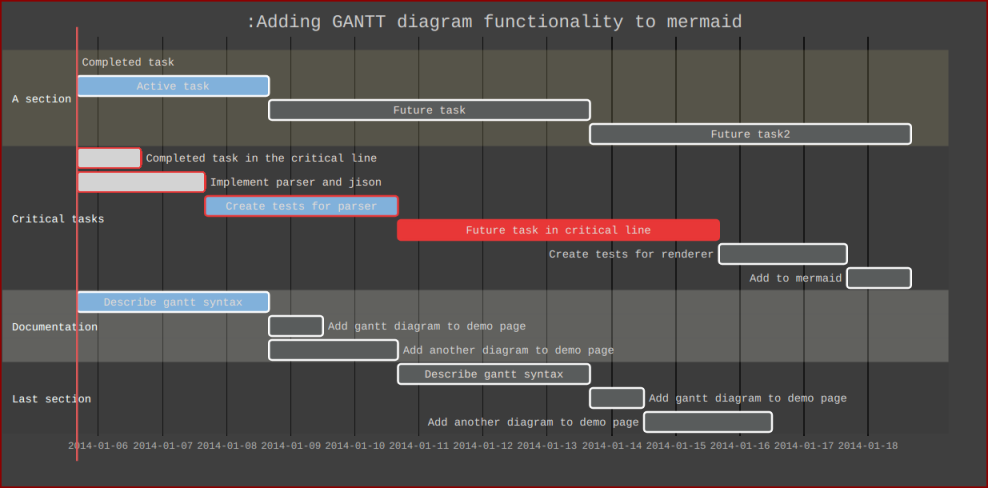 :Adding GANTT diagram functionality to mermaid
Completed task
Active task
A section
Future task
Future task2
Completed task in the critical line
Implement parser and jison
Create tests for parser
Critical tasks
Future task in critical line
Create tests for renderer
Add to mermaid
Describe gantt syntax
Documentation
Add gantt diagram to demo page
Add another diagram to demo page
Describe gantt syntax
Last section
Add gantt diagram to demo page
Add another diagram to demo page
2014-01-06 2014-01-07 2014-01-08 2014-01-09 2014-01-10 2014-01-11 2014-01-12 2014-01-13 2014-01-14 2014-01-15 2014-01-16 2014-01-17 2014-01-18